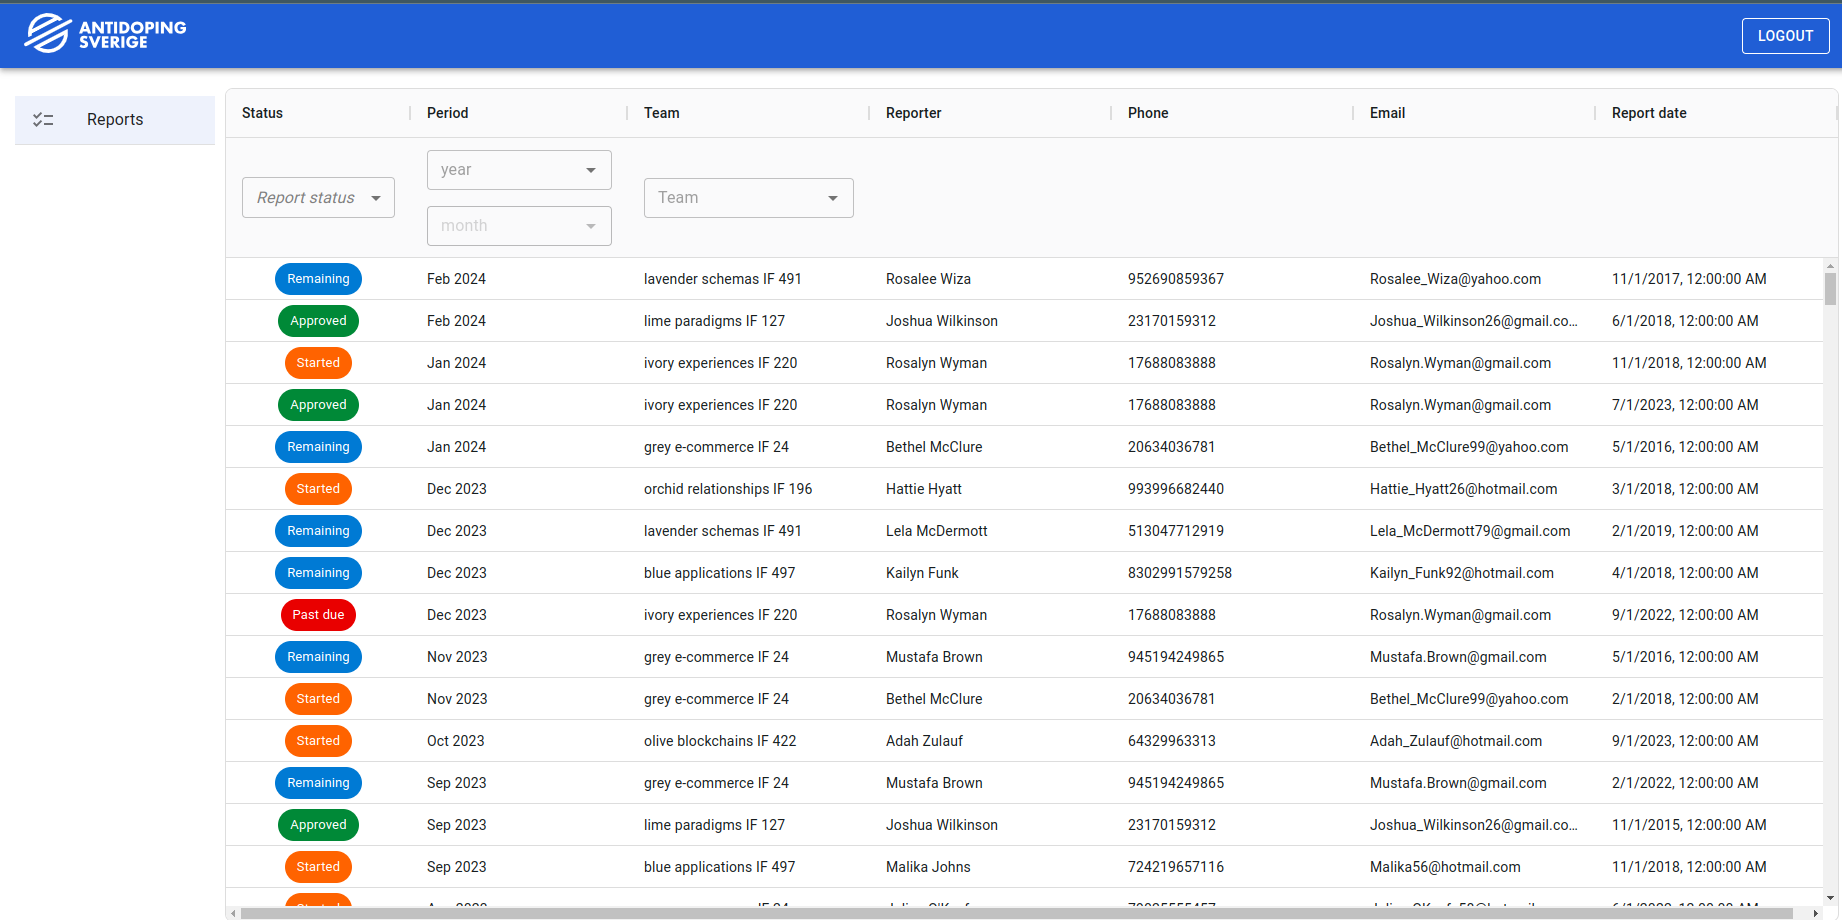 ANTIDOPING
SVERIGE
LOGOUT
Reports
Status Period Team Reporter Phone Email Report date
year
Report status Team
month
Remaining Feb 2024 lavender schemas IF 491 Rosalee Wiza 952690859367 Rosalee_Wiza@yahoo.com 11/1/2017, 12:00:00 AM
Approved Feb 2024 lime paradigms IF 127 Joshua Wilkinson 23170159312 Joshua_Wilkinson26@gmail.co... 6/1/2018, 12:00:00 AM
Started Jan 2024 ivory experiences IF 220 Rosalyn Wyman 17688083888 Rosalyn.Wyman@gmail.com 11/1/2018, 12:00:00 AM
Approved Jan 2024 ivory experiences IF 220 Rosalyn Wyman 17688083888 Rosalyn.Wyman@gmail.com 7/1/2023, 12:00:00 AM
Remaining Jan 2024 grey e-commerce IF 24 Bethel McClure 20634036781 Bethel_McClure99@yahoo.com 5/1/2016, 12:00:00 AM
Started Dec 2023 orchid relationships IF 196 Hattie Hyatt 993996682440 Hattie_Hyatt26@hotmail.com 3/1/2018, 12:00:00 AM
Remaining Dec 2023 lavender schemas IF 491 Lela McDermott 513047712919 Lela_McDermott79@gmail.com 2/1/2019, 12:00:00 AM
Remaining Dec 2023 blue applications IF 497 Kailyn Funk 8302991579258 Kailyn_Funk92@hotmail.com 4/1/2018, 12:00:00 AM
Past due Dec 2023 ivory experiences IF 220 Rosalyn Wyman 17688083888 Rosalyn.Wyman@gmail.com 9/1/2022, 12:00:00 AM
Remaining Nov 2023 grey e-commerce IF 24 Mustafa Brown 945194249865 Mustafa.Brown@gmail.com 5/1/2016, 12:00:00 AM
Started Nov 2023 grey e-commerce IF 24 Bethel McClure 20634036781 Bethel_McClure99@yahoo.com 2/1/2018, 12:00:00 AM
Started Oct 2023 olive blockchains IF 422 Adah Zulauf 64329963313 Adah_Zulauf@hotmail.com 9/1/2023, 12:00:00 AM
Remaining Sep 2023 grey e-commerce IF 24 Mustafa Brown 945194249865 Mustafa.Brown@gmail.com 2/1/2022, 12:00:00 AM
Approved Sep 2023 lime paradigms IF 127 Joshua Wilkinson 23170159312 Joshua_Wilkinson26@gmail.co... 11/1/2015, 12:00:00 AM
Started Sep 2023 blue applications IF 497 Malika Johns 724219657116 Malika56@hotmail.com 11/1/2018, 12:00:00 AM